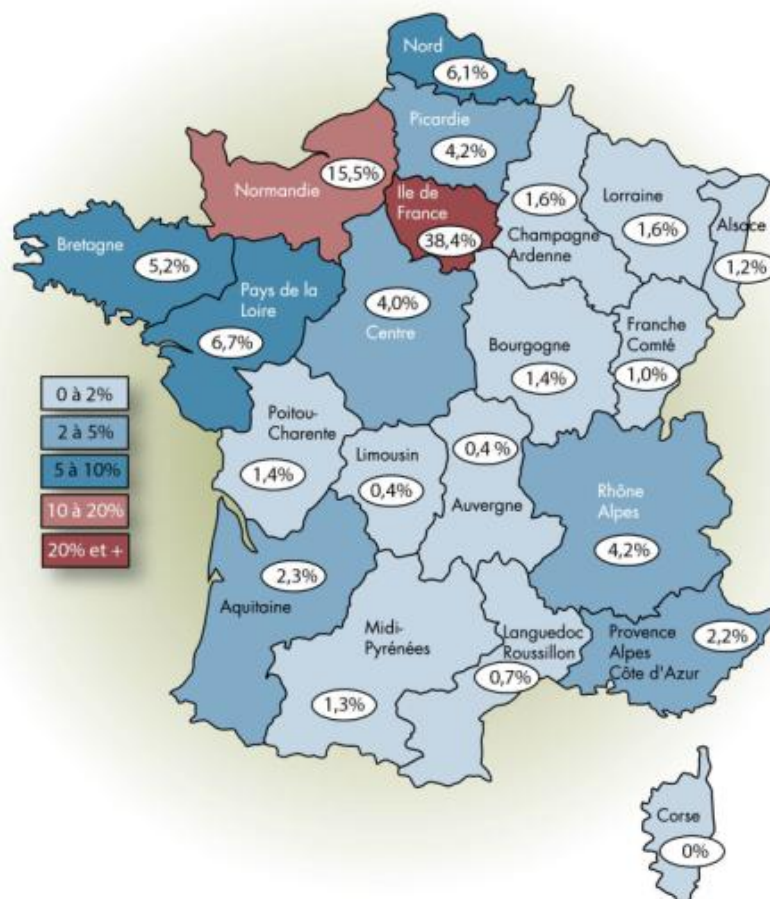 Nord
6,1%
Picardie
4,2%
Normandie
15,5%
Ile de
France
38,4%
1,6%
Champagne
Ardenne
Lorraine
1,6%
Alsace
1,2%
Bretagne
5,2%
Pays de la
Loire
6,7%
4,0%
Centre
Bourgogne
1,4%
Franche
Comté
1,0%
0 à 2%
2 à 5%
5 à 10%
10 à 20%
20% et +
Poitou-
Charente
1,4%
Limousin
0,4%
0,4%
Auvergne
Rhône
Alpes
4,2%
2,3%
Aquitaine
Midi-
Pyrénées
1,3%
Languedoc
Roussillon
0,7%
Provence
Alpes
Côte d'Azur
2,2%
Corse
0%